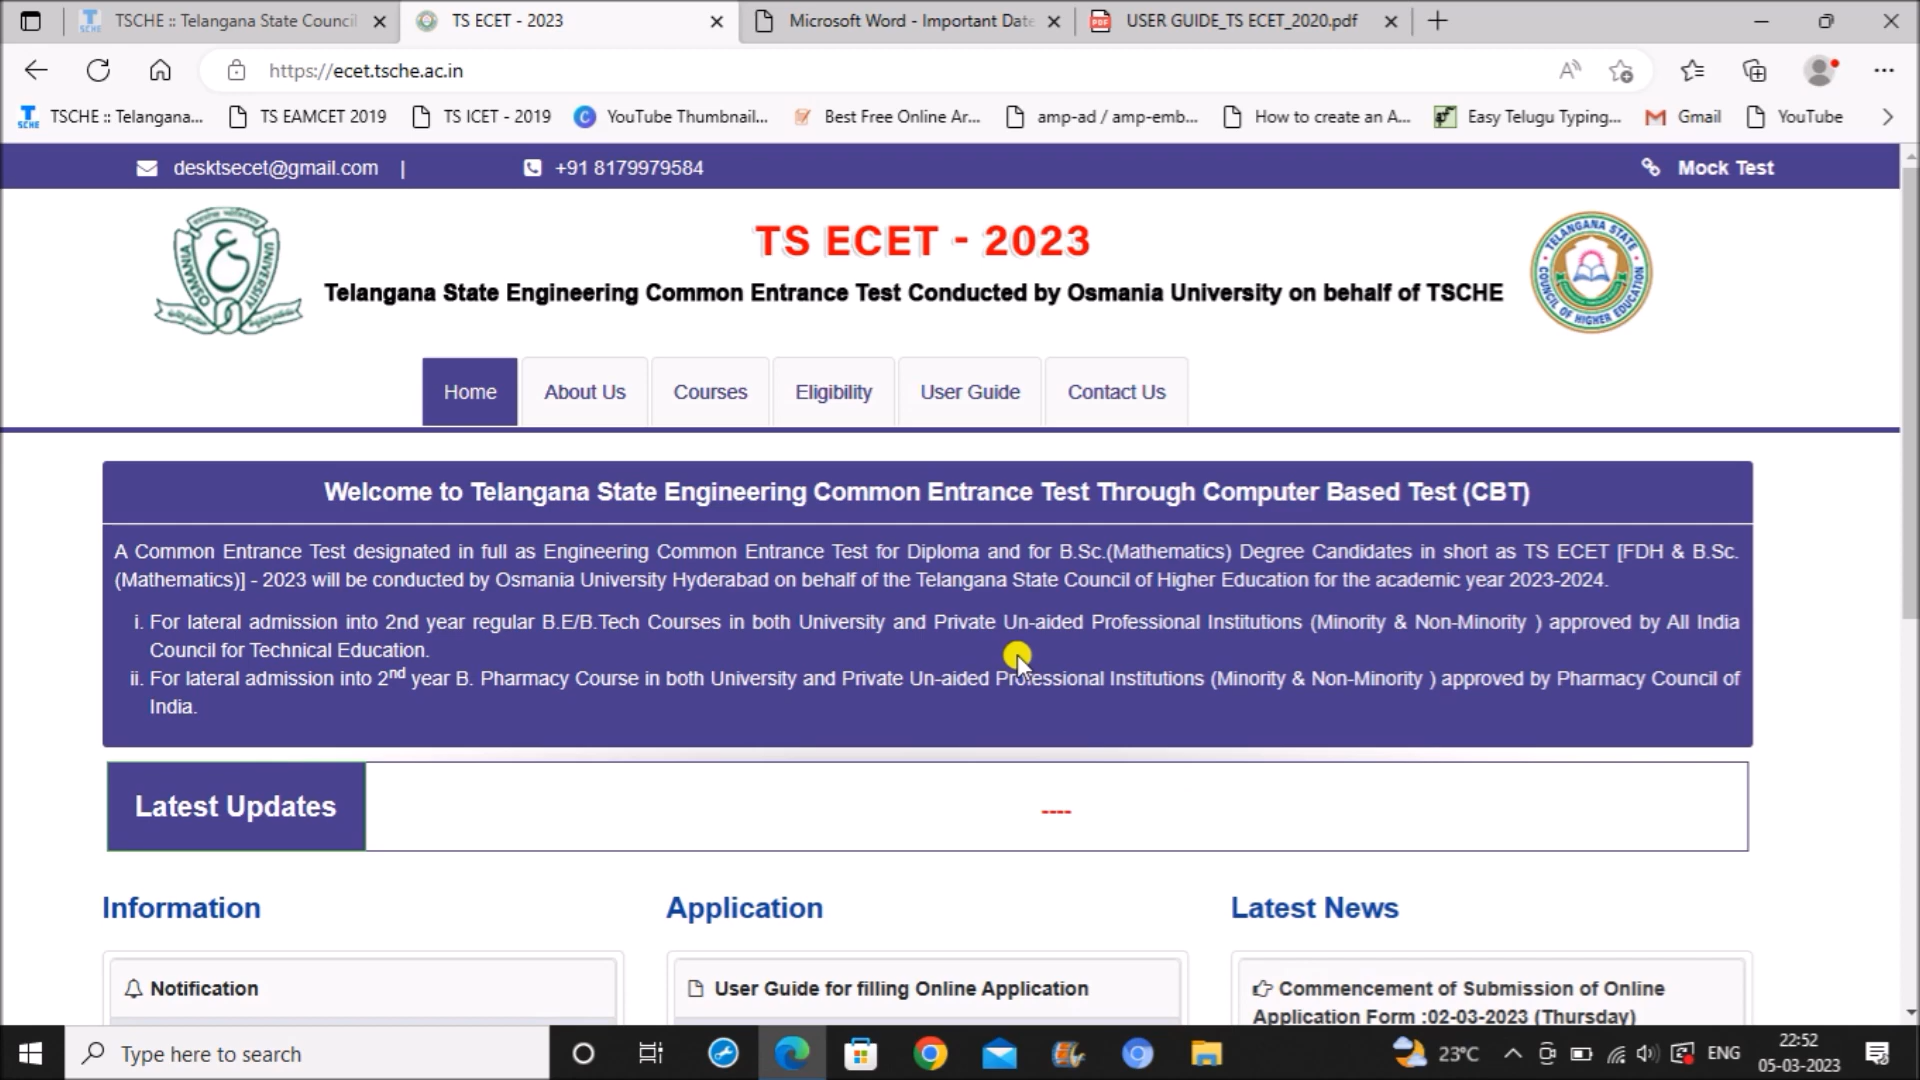 TSCHE :: Telangana State Council
TS ECET - 2023
Microsoft Word - Important Date
USER GUIDE_TS ECET_2020.pdf
https://ecet.tsche.ac.in
TSCHE :: Telangana...
TS EAMCET 2019
TS ICET - 2019
YouTube Thumbnail...
Best Free Online Ar...
amp-ad / amp-emb...
How to create an A...
Easy Telugu Typing...
Gmail
YouTube
desktsecet@gmail.com |
+91 8179979584
Mock Test
TS ECET - 2023
Telangana State Engineering Common Entrance Test Conducted by Osmania University on behalf of TSCHE
OSMANIA UNIVERSITY
TELANGANA STATE COUNCIL OF HIGHER EDUCATION
Home
About Us
Courses
Eligibility
User Guide
Contact Us
Welcome to Telangana State Engineering Common Entrance Test Through Computer Based Test (CBT)
A Common Entrance Test designated in full as Engineering Common Entrance Test for Diploma and for B.Sc.(Mathematics) Degree Candidates in short as TS ECET [FDH & B.Sc.
(Mathematics)] - 2023 will be conducted by Osmania University Hyderabad on behalf of the Telangana State Council of Higher Education for the academic year 2023-2024.
i. For lateral admission into 2nd year regular B.E/B.Tech Courses in both University and Private Un-aided Professional Institutions (Minority & Non-Minority ) approved by All India
Council for Technical Education.
ii. For lateral admission into 2nd year B. Pharmacy Course in both University and Private Un-aided Professional Institutions (Minority & Non-Minority ) approved by Pharmacy Council of
India.
Latest Updates
----
Information
Application
Latest News
Notification
User Guide for filling Online Application
Commencement of Submission of Online
Application Form :02-03-2023 (Thursday)
Type here to search
23°C
ENG
22:52
05-03-2023